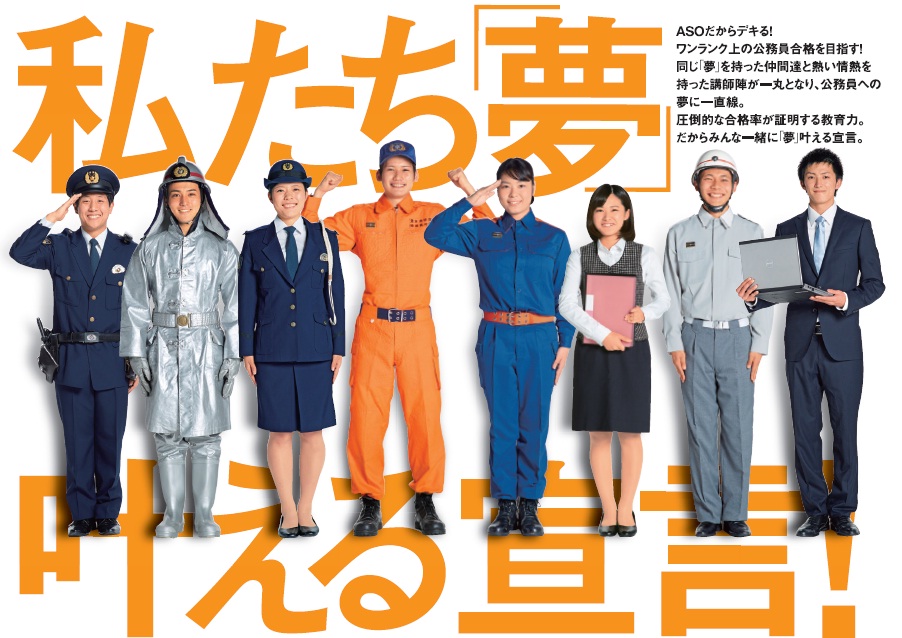 私たち「夢」
ASOだからデキる!
ワンランク上の公務員合格を目指す!
同じ「夢」を持った仲間達と熱い情熱を
持った講師陣が一丸となり、公務員への
夢に一直線。
圧倒的な合格率が証明する教育力。
だからみんな一緒に「夢」叶える宣言。
叶える宣言!